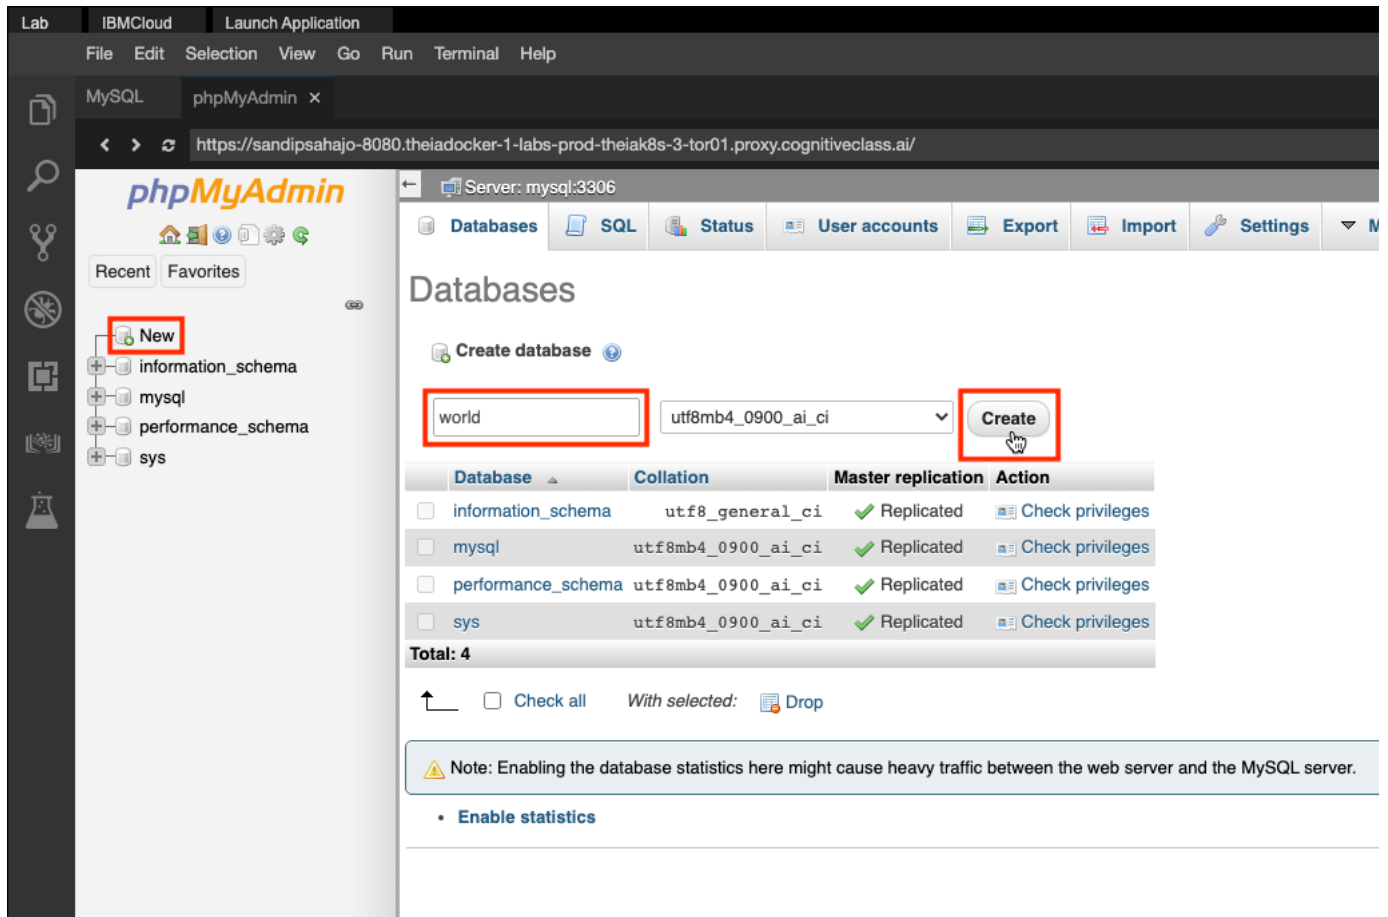 Lab IBMCloud Launch Application
File Edit Selection View Go Run Terminal Help
MySQL phpMyAdmin ×
https://sandipsahajo-8080.theiadocker-1-labs-prod-theiak8s-3-tor01.proxy.cognitiveclass.ai/
phpMyAdmin
Recent Favorites
New
information_schema
mysql
performance_schema
sys
Server: mysql:3306
Databases SQL Status User accounts Export Import Settings M
Databases
Create database
world utf8mb4_0900_ai_ci Create
Database Collation Master replication Action
information_schema utf8_general_ci Replicated Check privileges
mysql utf8mb4_0900_ai_ci Replicated Check privileges
performance_schema utf8mb4_0900_ai_ci Replicated Check privileges
sys utf8mb4_0900_ai_ci Replicated Check privileges
Total: 4
Check all With selected: Drop
Note: Enabling the database statistics here might cause heavy traffic between the web server and the MySQL server.
• Enable statistics